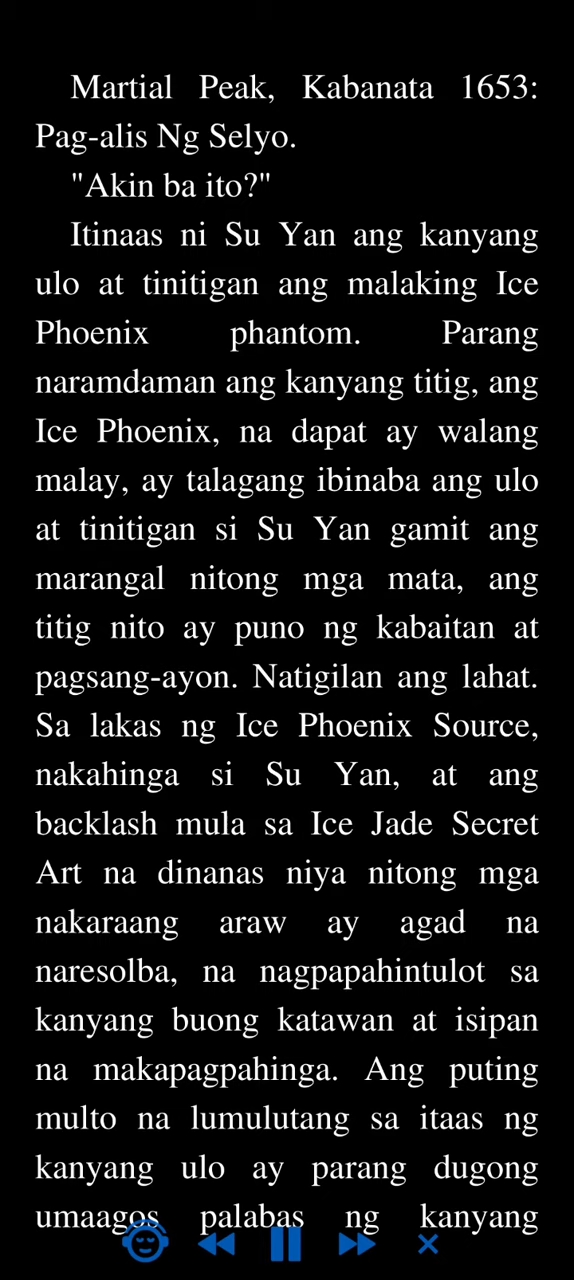 Martial Peak, Kabanata 1653:
Pag-alis Ng Selyo.
"Akin ba ito?"
Itinaas ni Su Yan ang kanyang
ulo at tinitigan ang malaking Ice
Phoenix phantom. Parang
naramdaman ang kanyang titig, ang
Ice Phoenix, na dapat ay walang
malay, ay talagang ibinaba ang ulo
at tinitigan si Su Yan gamit ang
marangal nitong mga mata, ang
titig nito ay puno ng kabaitan at
pagsang-ayon. Natigilan ang lahat.
Sa lakas ng Ice Phoenix Source,
nakahinga si Su Yan, at ang
backlash mula sa Ice Jade Secret
Art na dinanas niya nitong mga
nakaraang araw ay agad na
naresolba, na nagpapahintulot sa
kanyang buong katawan at isipan
na makapagpahinga. Ang puting
multo na lumulutang sa itaas ng
kanyang ulo ay parang dugong
umaagos palabas ng kanyang